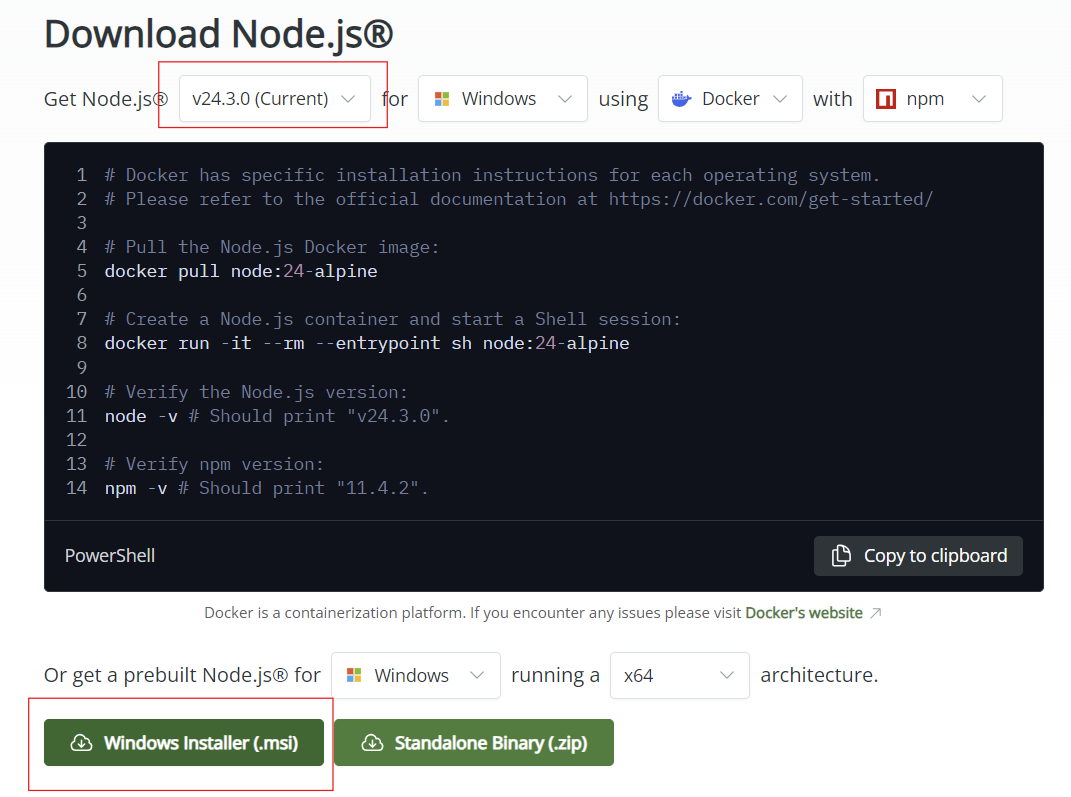 Download Node.js®
Get Node.js® v24.3.0 (Current) for Windows using Docker with npm
1 # Docker has specific installation instructions for each operating system.
2 # Please refer to the official documentation at https://docker.com/get-started/
3
4 # Pull the Node.js Docker image:
5 docker pull node:24-alpine
6
7 # Create a Node.js container and start a Shell session:
8 docker run -it --rm --entrypoint sh node:24-alpine
9
10 # Verify the Node.js version:
11 node -v # Should print "v24.3.0".
12
13 # Verify npm version:
14 npm -v # Should print "11.4.2".
PowerShell Copy to clipboard
Docker is a containerization platform. If you encounter any issues please visit Docker's website
Or get a prebuilt Node.js® for Windows running a x64 architecture.
Windows Installer (.msi) Standalone Binary (.zip)